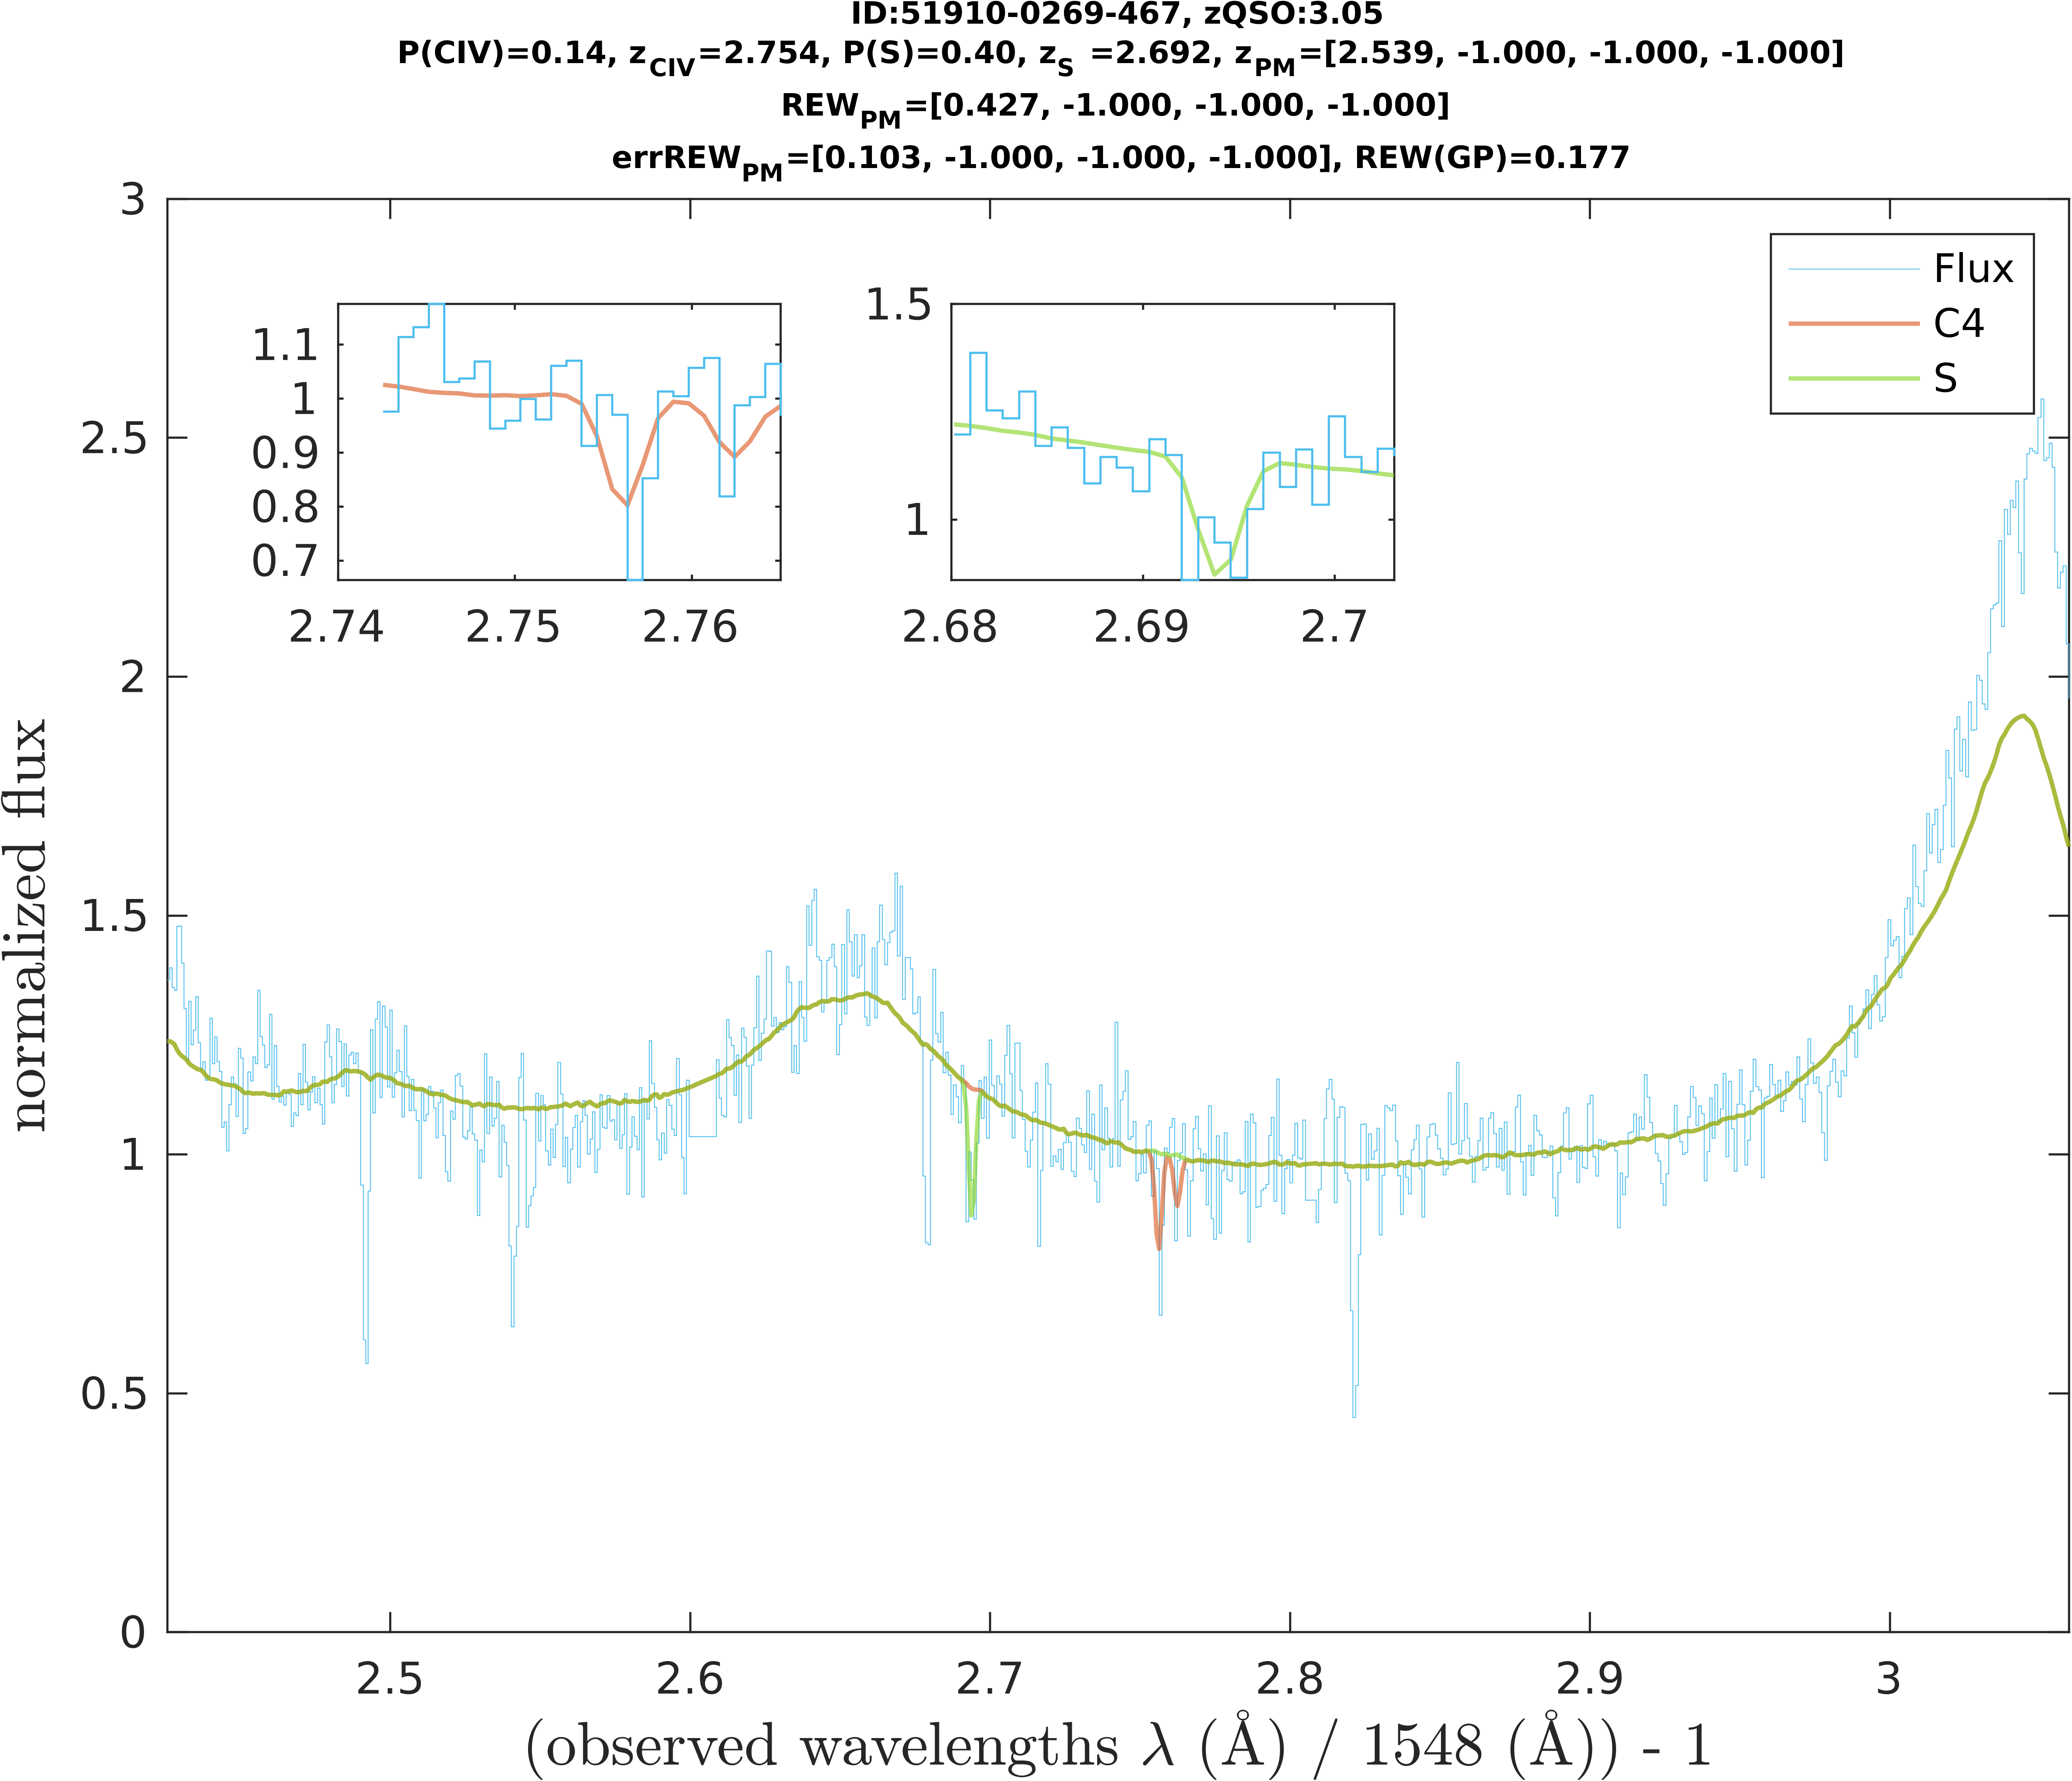 ID:51910-0269-467, zQSO:3.05
P(CIV)=0.14, z_CIV=2.754, P(S)=0.40, z_S =2.692, z_PM=[2.539, -1.000, -1.000, -1.000]
REW_PM=[0.427, -1.000, -1.000, -1.000]
errREW_PM=[0.103, -1.000, -1.000, -1.000], REW(GP)=0.177
3
2.5
2
1.5
1
0.5
0
normalized flux
1.1
1
0.9
0.8
0.7
2.74 2.75 2.76
1.5
1
2.68 2.69 2.7
Flux
C4
S
2.5 2.6 2.7 2.8 2.9 3
(observed wavelengths λ (Å) / 1548 (Å)) - 1